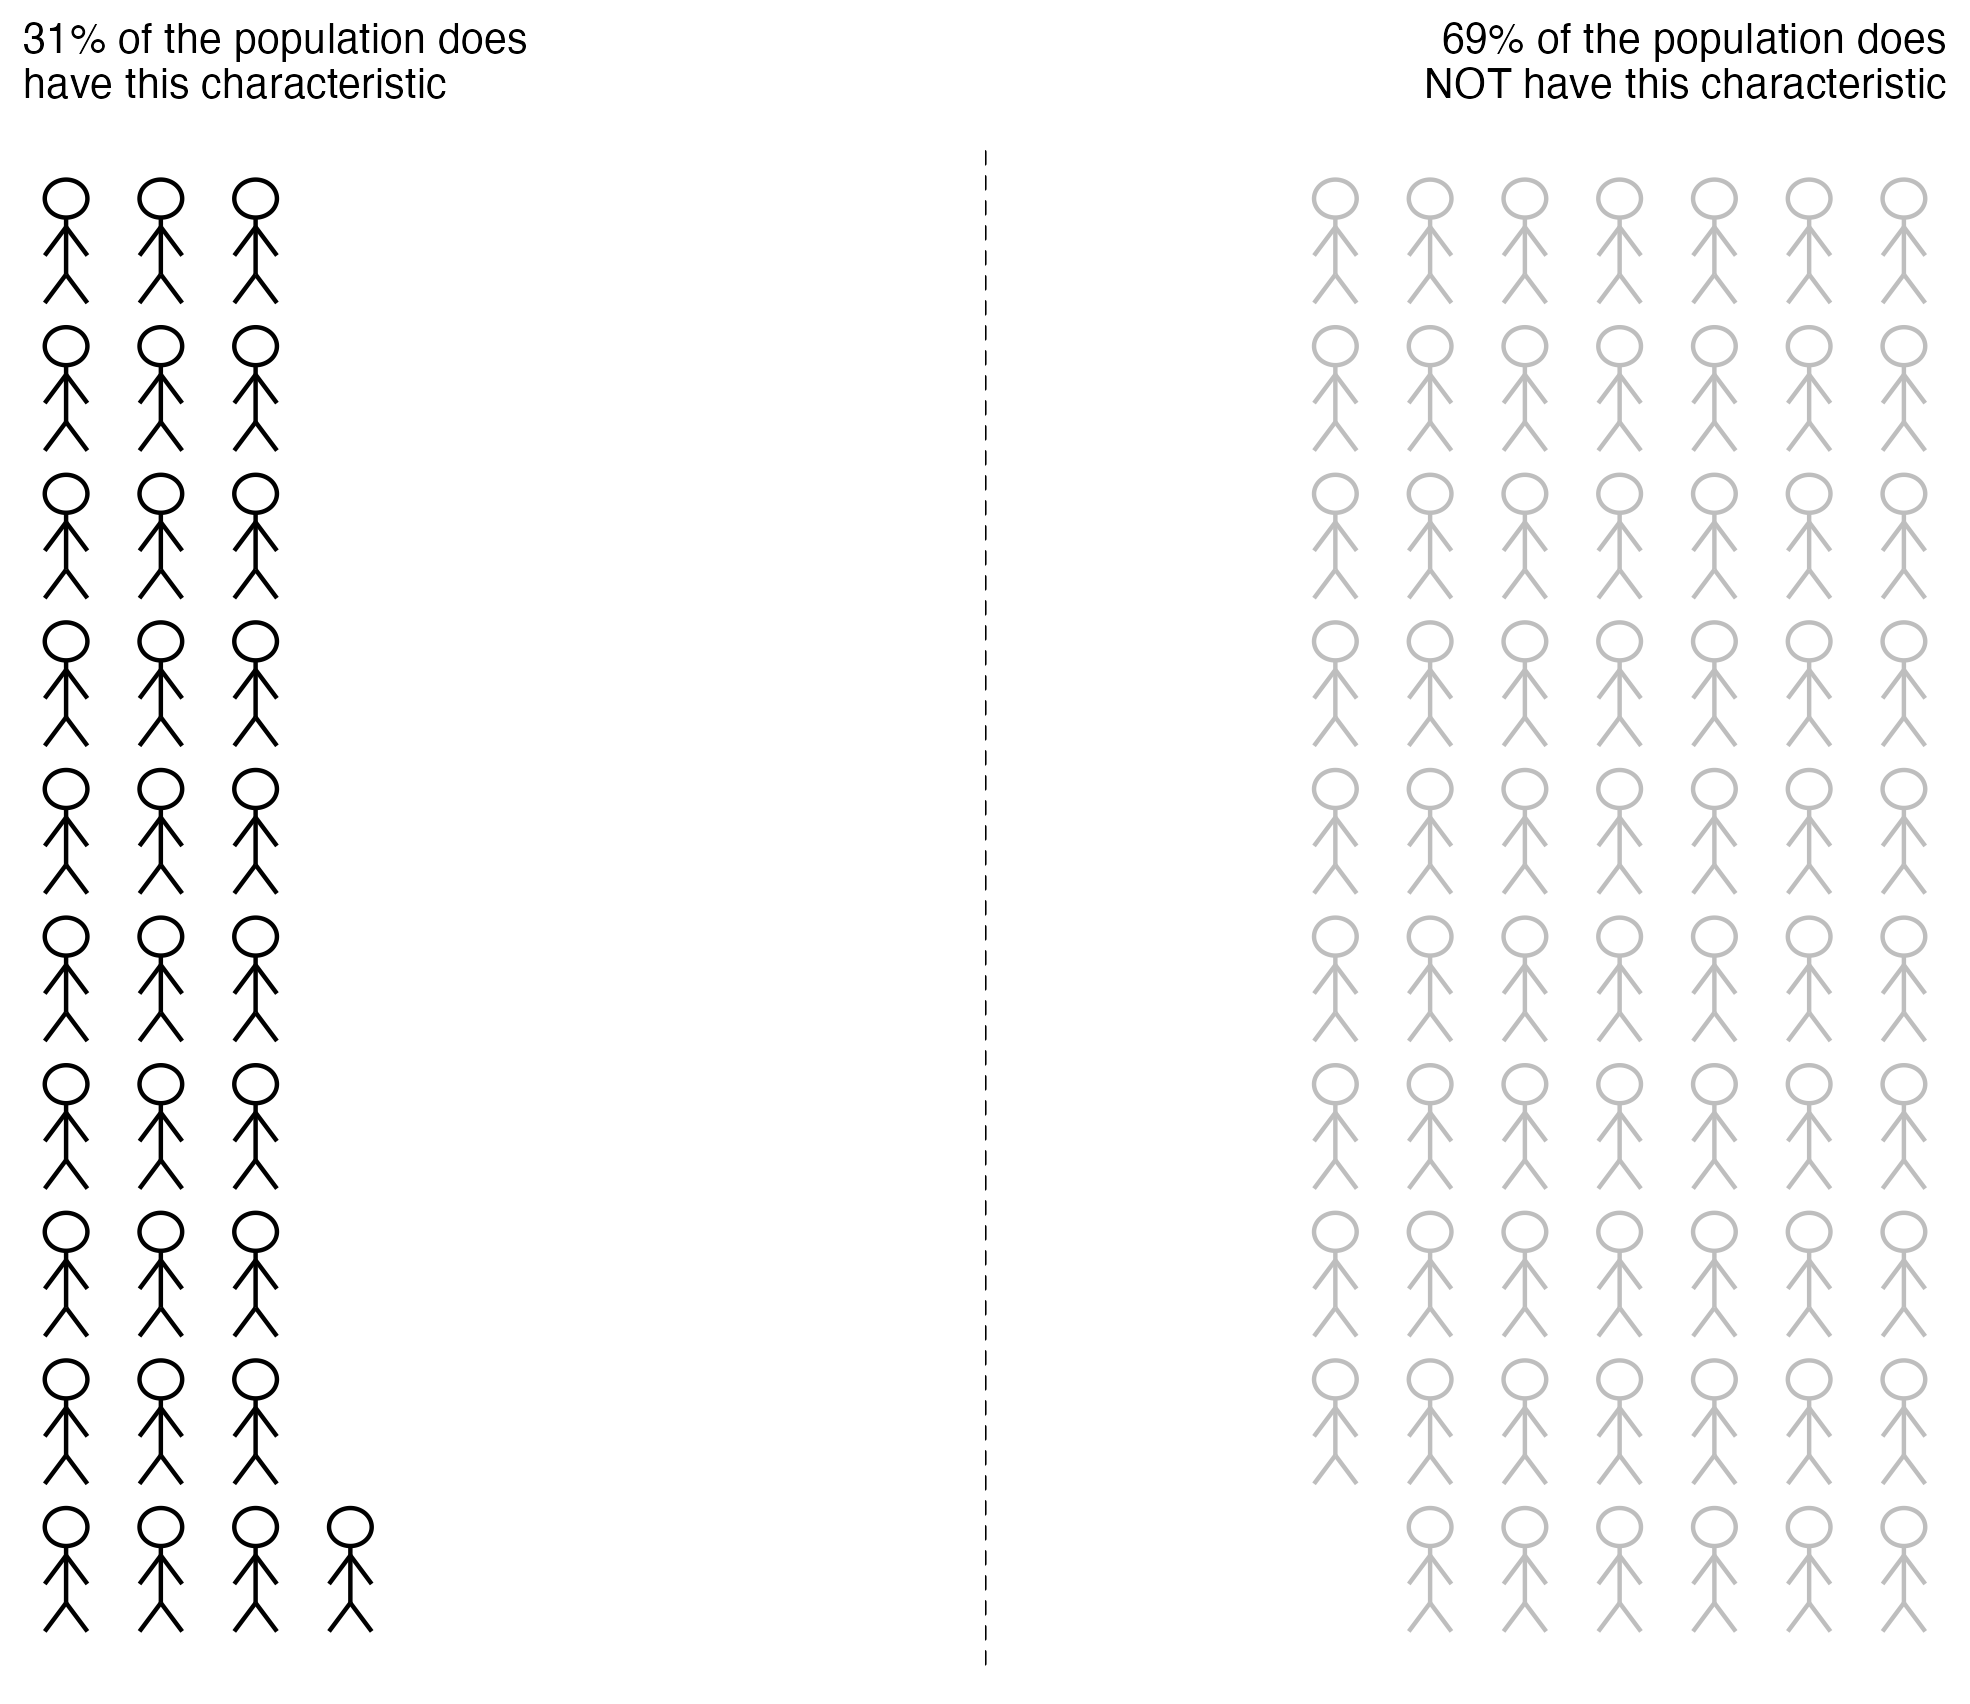 31% of the population does
have this characteristic
69% of the population does
NOT have this characteristic